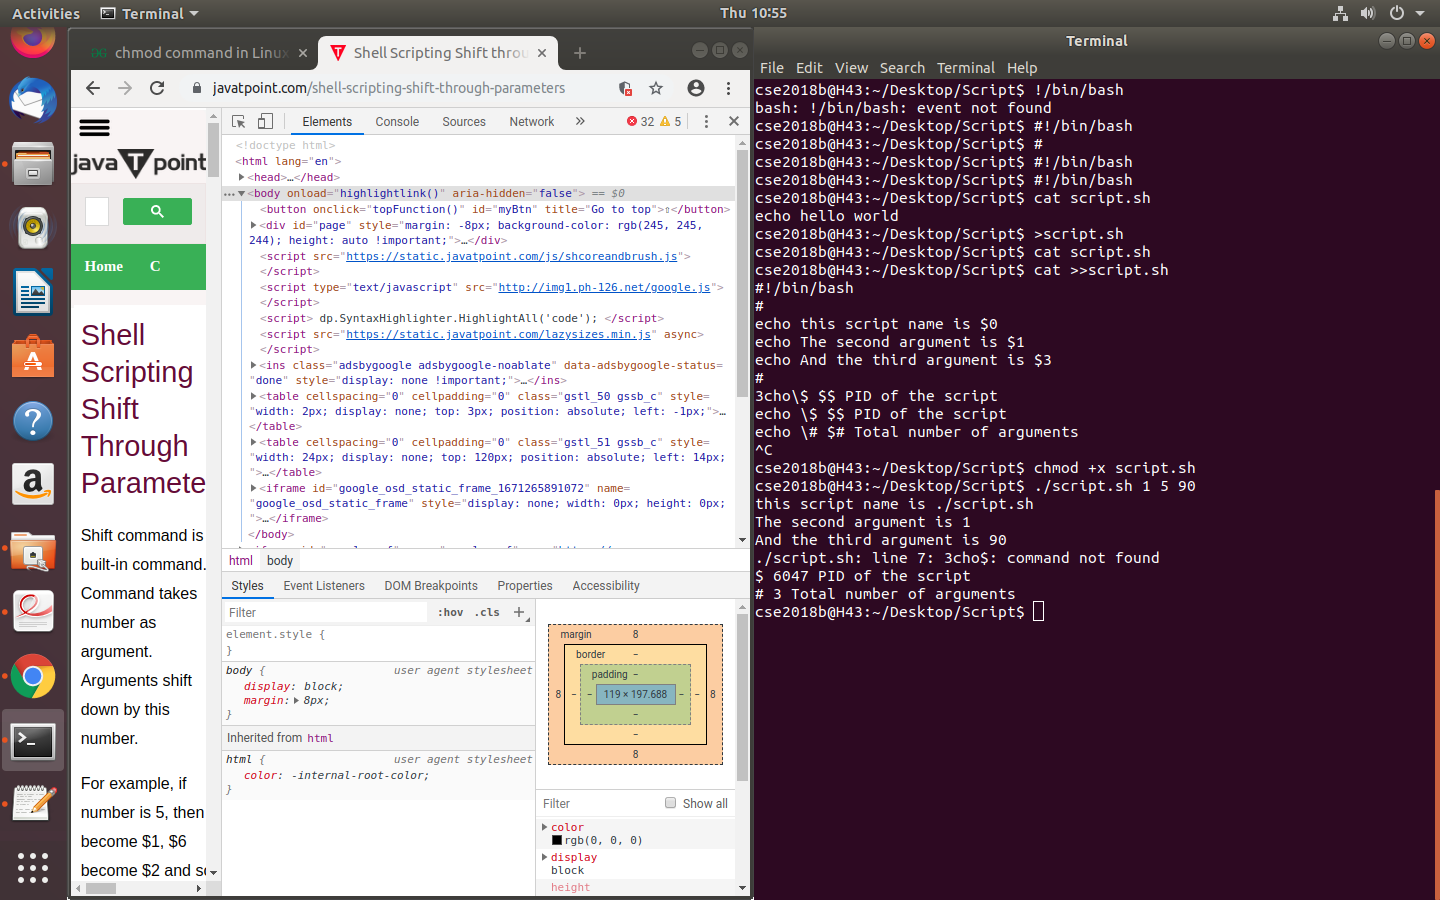 Activities
Terminal
Thu 10:55
chmod command in Linux
Shell Scripting Shift throu
javatpoint.com/shell-scripting-shift-through-parameters
java T point
Home C
Shell
Scripting
Shift
Through
Paramete
Shift command is
built-in command.
Command takes
number as
argument.
Arguments shift
down by this
number.
For example, if
number is 5, then
become $1, $6
become $2 and so
Elements Console Sources Network » 32 5
<!doctype html>
<html lang="en">
<head>…</head>
<body onload="highlightlink()" aria-hidden="false"> == $0
<button onclick="topFunction()" id="myBtn" title="Go to top">⇧</button>
<div id="page" style="margin: -8px; background-color: rgb(245, 245,
244); height: auto !important;">…</div>
<script src="https://static.javatpoint.com/js/shcoreandbrush.js">
</script>
<script type="text/javascript" src="http://img1.ph-126.net/google.js">
</script>
<script> dp.SyntaxHighlighter.HighlightAll('code'); </script>
<script src="https://static.javatpoint.com/lazysizes.min.js" async>
</script>
<ins class="adsbygoogle adsbygoogle-noablate" data-adsbygoogle-status=
"done" style="display: none !important;">…</ins>
<table cellspacing="0" cellpadding="0" class="gstl_50 gssb_c" style=
"width: 2px; display: none; top: 3px; position: absolute; left: -1px;">…
</table>
<table cellspacing="0" cellpadding="0" class="gstl_51 gssb_c" style=
"width: 24px; display: none; top: 120px; position: absolute; left: 14px;
">…</table>
<iframe id="google_osd_static_frame_1671265891072" name=
"google_osd_static_frame" style="display: none; width: 0px; height: 0px;
">…</iframe>
</body>
html body
Styles Event Listeners DOM Breakpoints Properties Accessibility
Filter :hov .cls +
element.style {
}
body { user agent stylesheet
display: block;
margin: 8px;
}
Inherited from html
html { user agent stylesheet
color: -internal-root-color;
}
margin 8
border –
padding –
8 – – 119 × 197.688 – – 8
–
–
8
Filter Show all
color
rgb(0, 0, 0)
display
block
height
Terminal
File Edit View Search Terminal Help
cse2018b@H43:~/Desktop/Script$ !/bin/bash
bash: !/bin/bash: event not found
cse2018b@H43:~/Desktop/Script$ #!/bin/bash
cse2018b@H43:~/Desktop/Script$ #
cse2018b@H43:~/Desktop/Script$ #!/bin/bash
cse2018b@H43:~/Desktop/Script$ #!/bin/bash
cse2018b@H43:~/Desktop/Script$ cat script.sh
echo hello world
cse2018b@H43:~/Desktop/Script$ >script.sh
cse2018b@H43:~/Desktop/Script$ cat script.sh
cse2018b@H43:~/Desktop/Script$ cat >>script.sh
#!/bin/bash
#
echo this script name is $0
echo The second argument is $1
echo And the third argument is $3
#
3cho\$ $$ PID of the script
echo \$ $$ PID of the script
echo \# $# Total number of arguments
^C
cse2018b@H43:~/Desktop/Script$ chmod +x script.sh
cse2018b@H43:~/Desktop/Script$ ./script.sh 1 5 90
this script name is ./script.sh
The second argument is 1
And the third argument is 90
./script.sh: line 7: 3cho$: command not found
$ 6047 PID of the script
# 3 Total number of arguments
cse2018b@H43:~/Desktop/Script$